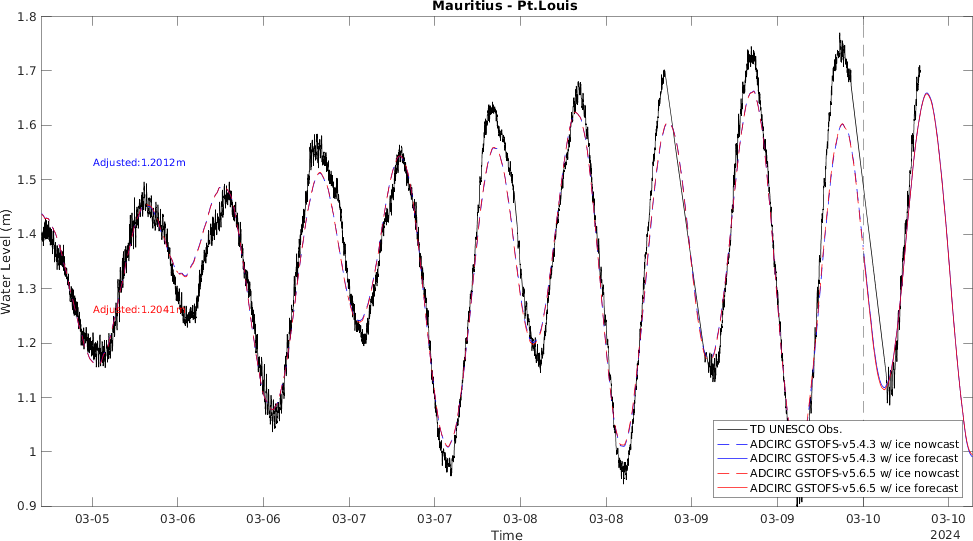 Mauritius - Pt.Louis
1.8
1.7
1.6
1.5
1.4
1.3
1.2
1.1
1
0.9
Water Level (m)
Adjusted:1.2012m
Adjusted:1.2041m
TD UNESCO Obs.
ADCIRC GSTOFS-v5.4.3 w/ ice nowcast
ADCIRC GSTOFS-v5.4.3 w/ ice forecast
ADCIRC GSTOFS-v5.6.5 w/ ice nowcast
ADCIRC GSTOFS-v5.6.5 w/ ice forecast
03-05 03-06 03-06 03-07 03-07 03-08 03-08 03-09 03-09 03-10 03-10
2024
Time